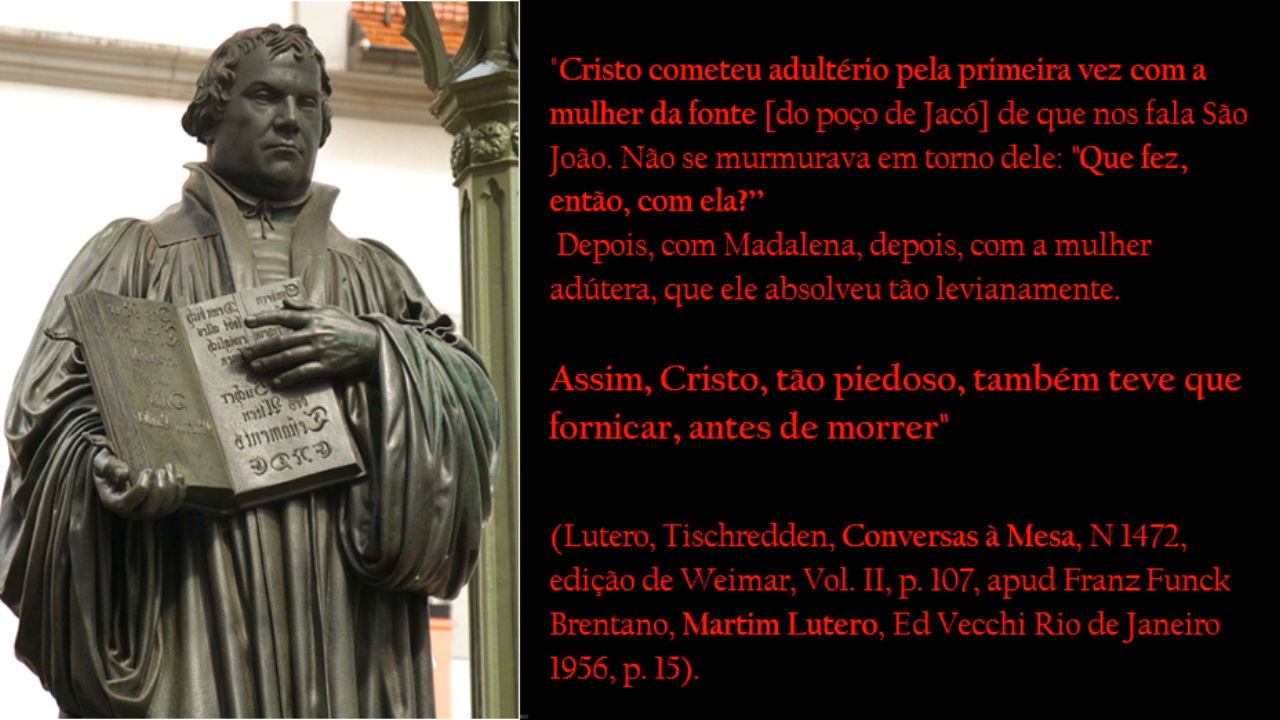 "Cristo cometeu adultério pela primeira vez com a
mulher da fonte [do poço de Jacó] de que nos fala São
João. Não se murmurava em torno dele: "Que fez,
então, com ela?”
Depois, com Madalena, depois, com a mulher
adútera, que ele absolveu tão levianamente.
Assim, Cristo, tão piedoso, também teve que
fornicar, antes de morrer"
(Lutero, Tischredden, Conversas à Mesa, N 1472,
edição de Weimar, Vol. II, p. 107, apud Franz Funck
Brentano, Martim Lutero, Ed Vecchi Rio de Janeiro
1956, p. 15).